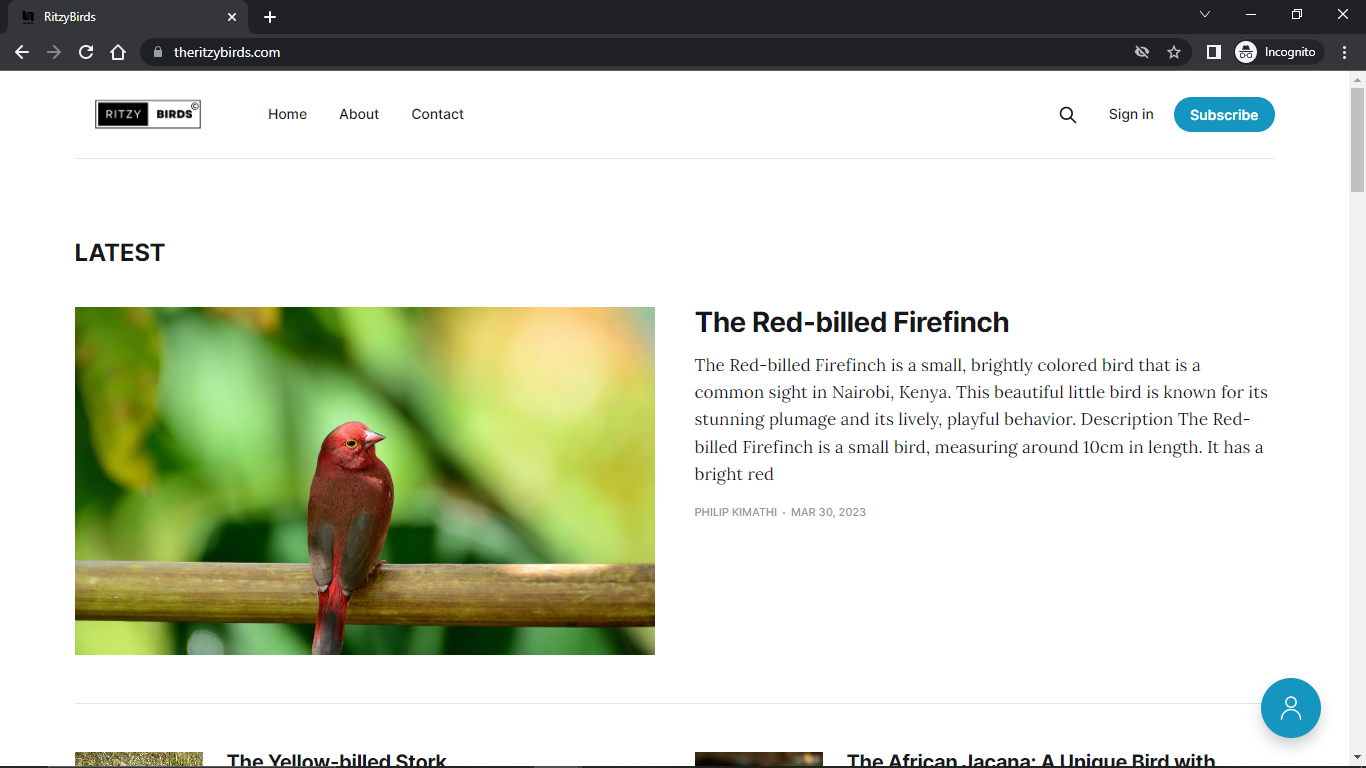 RitzyBirds
theritzybirds.com
Incognito
RITZY BIRDS©
Home
About
Contact
Sign in
Subscribe
LATEST
The Red-billed Firefinch
The Red-billed Firefinch is a small, brightly colored bird that is a
common sight in Nairobi, Kenya. This beautiful little bird is known for its
stunning plumage and its lively, playful behavior. Description The Red-
billed Firefinch is a small bird, measuring around 10cm in length. It has a
bright red
PHILIP KIMATHI • MAR 30, 2023
The Yellow-billed Stork
The African Jacana: A Unique Bird with